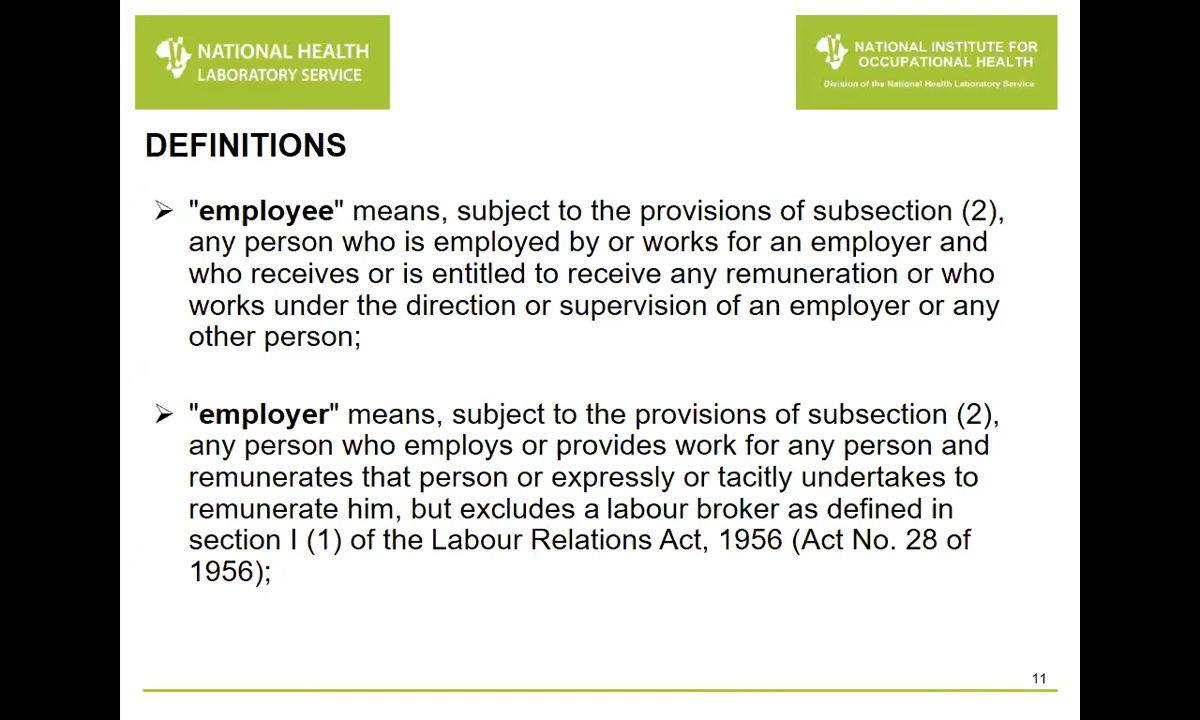 NATIONAL HEALTH
LABORATORY SERVICE
NATIONAL INSTITUTE FOR
OCCUPATIONAL HEALTH
Division of the National Health Laboratory Service
DEFINITIONS
"employee" means, subject to the provisions of subsection (2),
any person who is employed by or works for an employer and
who receives or is entitled to receive any remuneration or who
works under the direction or supervision of an employer or any
other person;
"employer" means, subject to the provisions of subsection (2),
any person who employs or provides work for any person and
remunerates that person or expressly or tacitly undertakes to
remunerate him, but excludes a labour broker as defined in
section I (1) of the Labour Relations Act, 1956 (Act No. 28 of
1956);
11